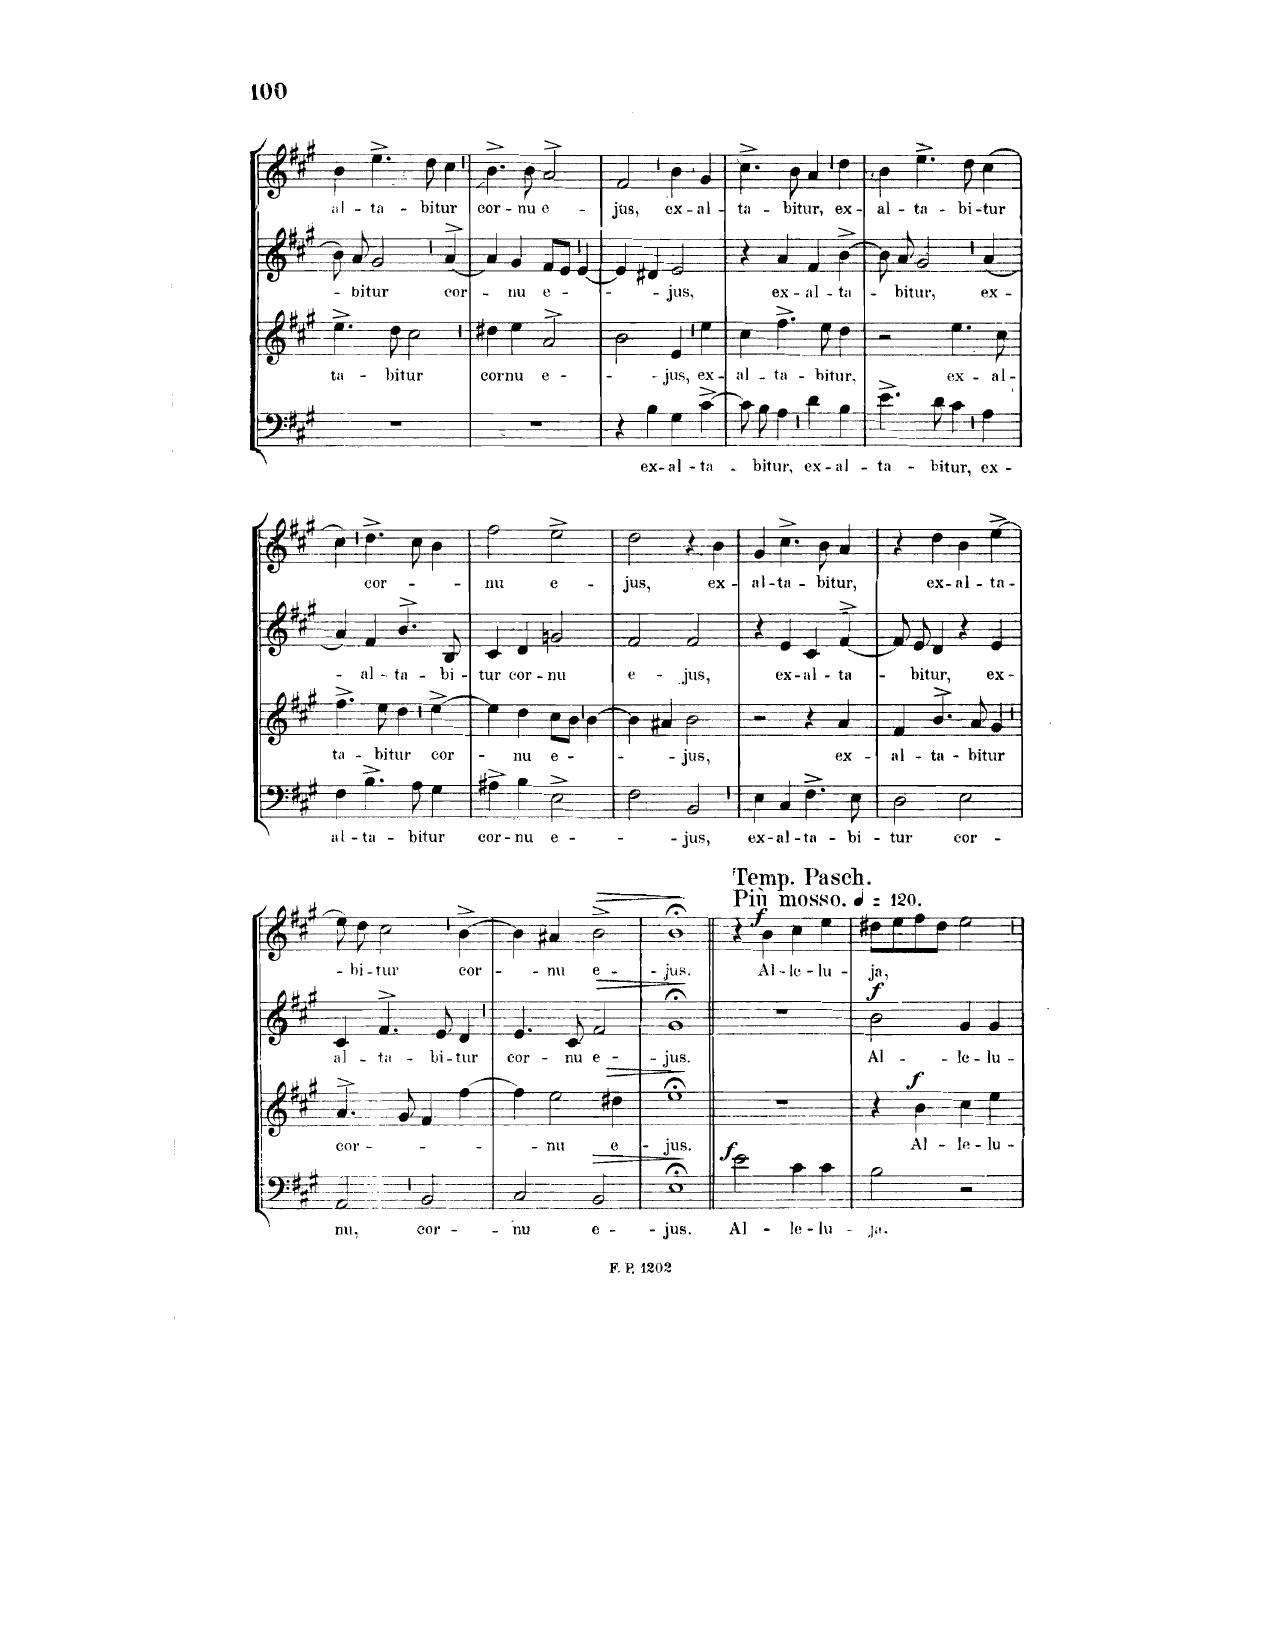 100
al - ta - bitur cor - nu e - jus, ex - al - ta - bitur, ex - al - ta - bi - tur
- bitur cor - nu e - - - jus, ex - al - ta - bitur, ex -
ta - bitur cornu e - - - jus, ex - al - ta - bitur, ex - al -
ex - al - ta - bitur, ex - al - ta - bitur, ex -
cor - - nu e - jus, ex - al - ta - bitur, ex - al - ta -
- al - ta - bi - tur cor - nu e - jus, ex - al - ta - bitur, ex -
ta - bitur cor - nu e - - - jus, ex - al - ta - bitur
al - ta - bitur cor - nu e - - jus, ex - al - ta - bi - tur cor -
Temp. Pasch.
Più mosso. ♩ = 120.
f
- bi - tur cor - - nu e - - jus. Al - le - lu - ja,
f
al - ta - bi - tur cor - nu e - - jus. Al - - le - lu -
f
cor - - - - nu e - jus. Al - le - lu -
f
nu, cor - - nu e - - jus. Al - le - lu - ja.
F. P. 1202